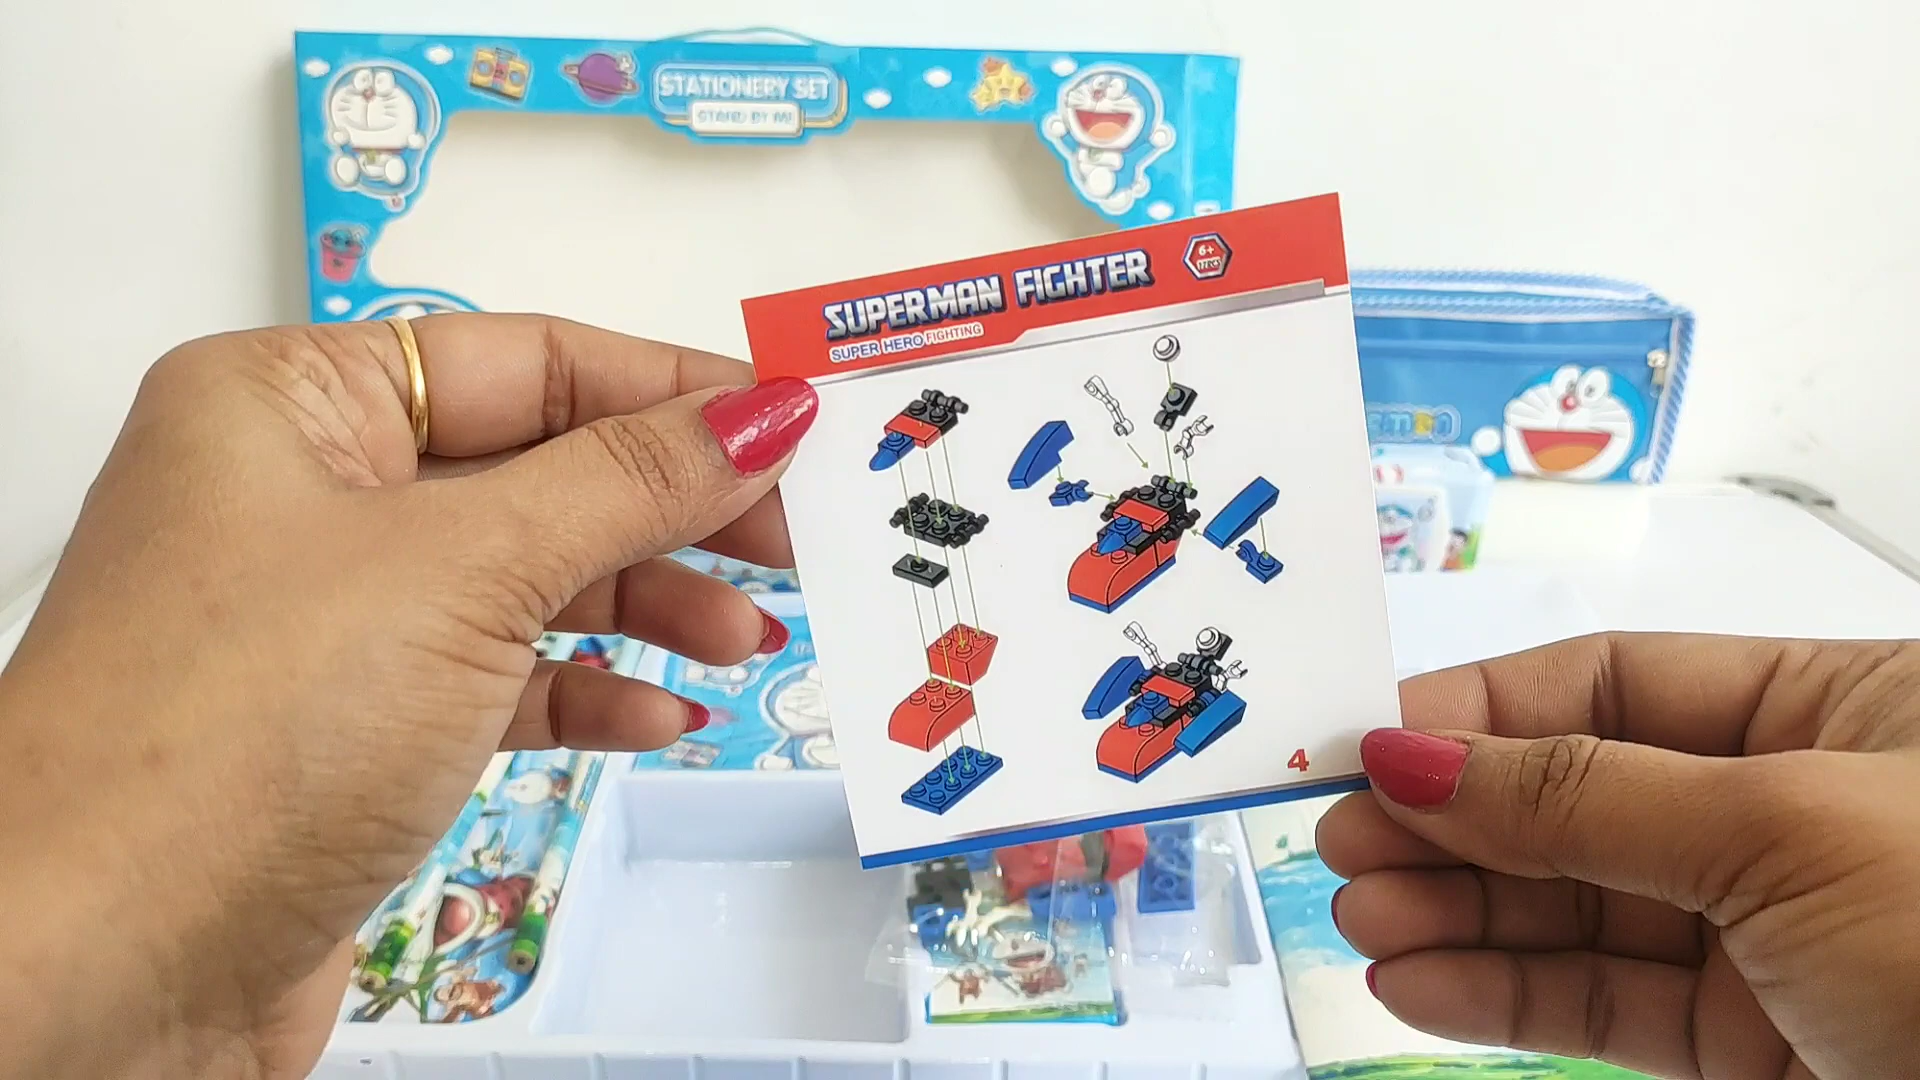 STATIONERY SET
STAND BY ME
SUPERMAN FIGHTER
SUPER HERO FIGHTING
6+
4